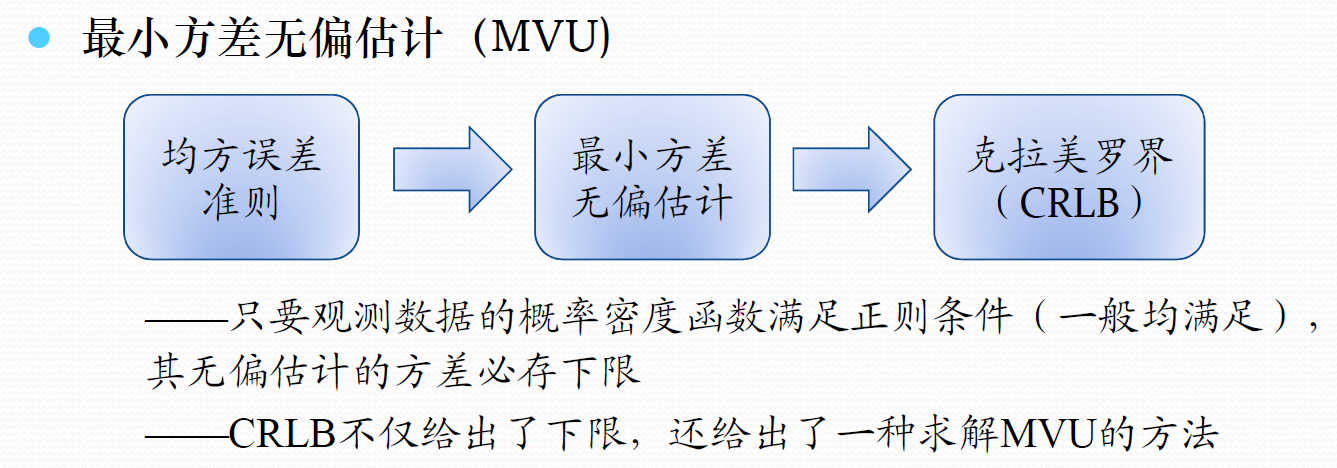 最小方差无偏估计（MVU)
均方误差
准则
最小方差
无偏估计
克拉美罗界
（CRLB）
——只要观测数据的概率密度函数满足正则条件（一般均满足），
其无偏估计的方差必存下限
——CRLB不仅给出了下限，还给出了一种求解MVU的方法